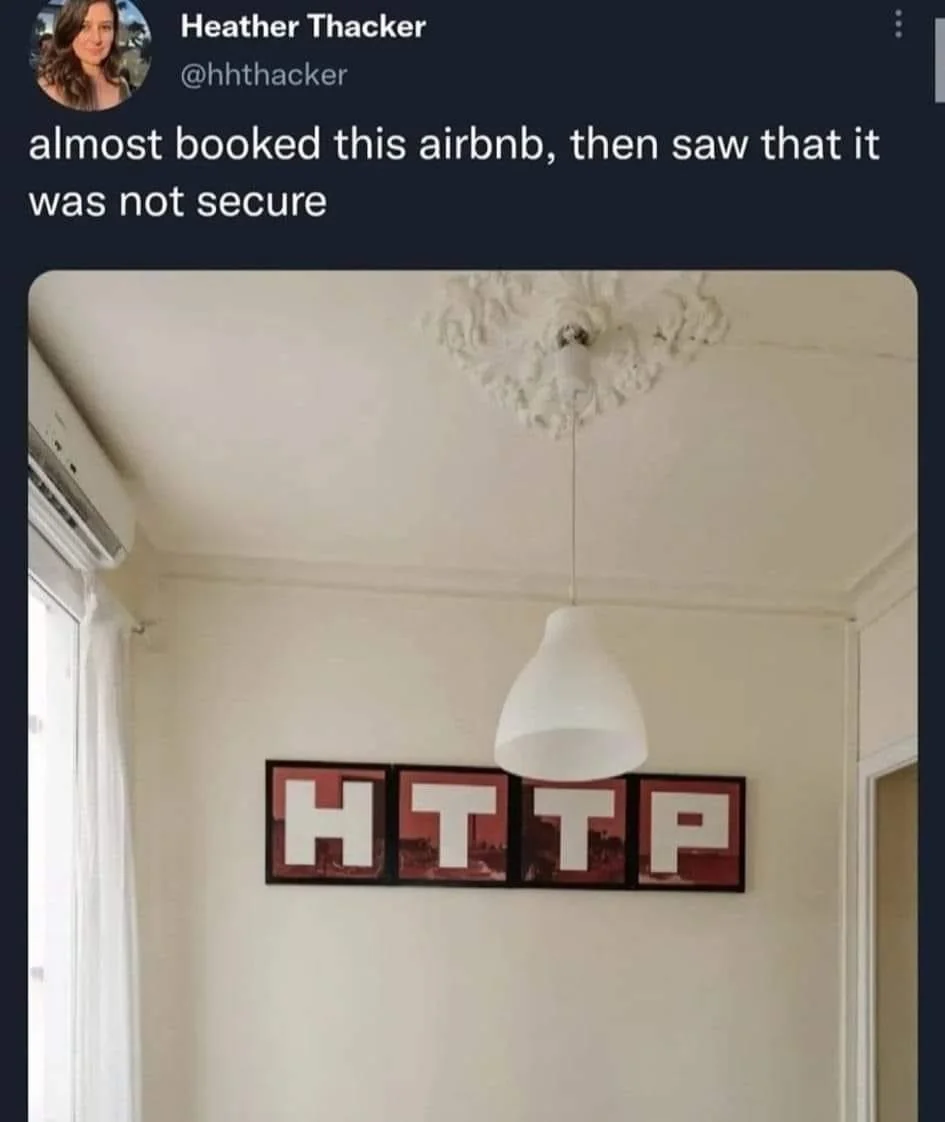 Heather Thacker
@hhthacker
almost booked this airbnb, then saw that it
was not secure
HTTP